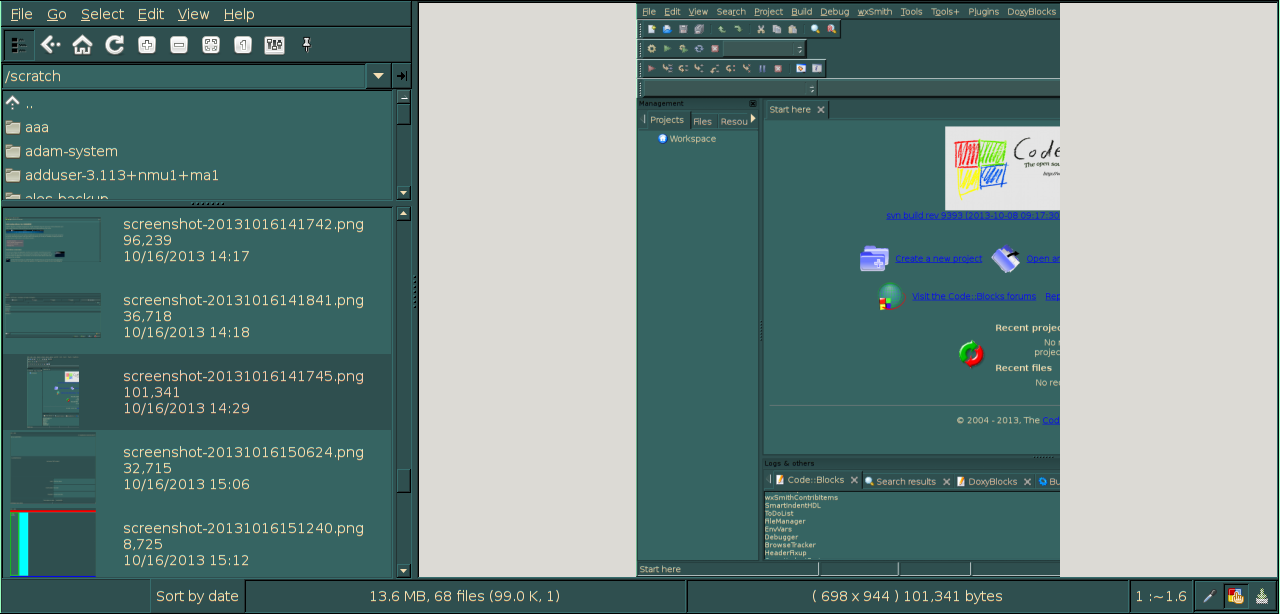 File Go Select Edit View Help
/scratch
..
aaa
adam-system
adduser-3.113+nmu1+ma1
screenshot-20131016141742.png
96,239
10/16/2013 14:17
screenshot-20131016141841.png
36,718
10/16/2013 14:18
screenshot-20131016141745.png
101,341
10/16/2013 14:29
screenshot-20131016150624.png
32,715
10/16/2013 15:06
screenshot-20131016151240.png
8,725
10/16/2013 15:12
File Edit View Search Project Build Debug wxSmith Tools Tools+ Plugins DoxyBlocks
Management
Projects Files Resou
Workspace
Start here
Code
The open sou
svn build rev 9393 (2013-10-08 09:17:30
Create a new project Open an
Visit the Code::Blocks forums Rep
Recent projec
No r
projec
Recent files
No rec
© 2004 - 2013, The Cod
Logs & others
Code::Blocks Search results DoxyBlocks Bu
wxSmithContribItems
SmartIndentHDL
ToDoList
FileManager
EnvVars
Debugger
BrowseTracker
HeaderFixup
Start here
Sort by date 13.6 MB, 68 files (99.0 K, 1) ( 698 x 944 ) 101,341 bytes 1 :~1.6